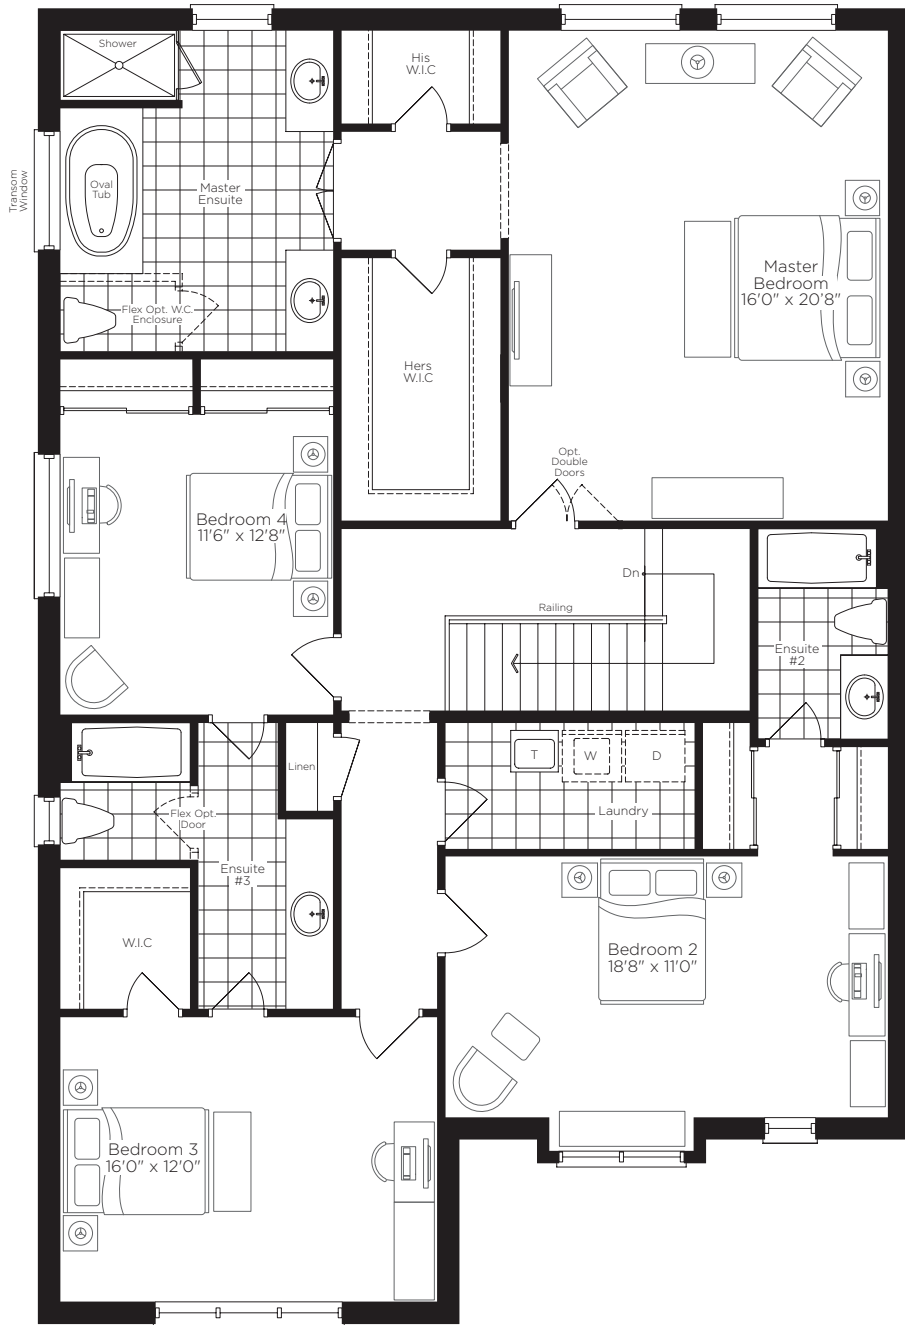 Shower
His
W.I.C
Transom
Window
Oval
Tub
Master
Ensuite
Master
Bedroom
16'0" x 20'8"
Flex Opt. W.C.
Enclosure
Hers
W.I.C
Opt.
Double
Doors
Bedroom 4
11'6" x 12'8"
Dn
Railing
Ensuite
#2
Linen
T
W
D
Laundry
Flex Opt.
Door
Ensuite
#3
W.I.C
Bedroom 2
18'8" x 11'0"
Bedroom 3
16'0" x 12'0"